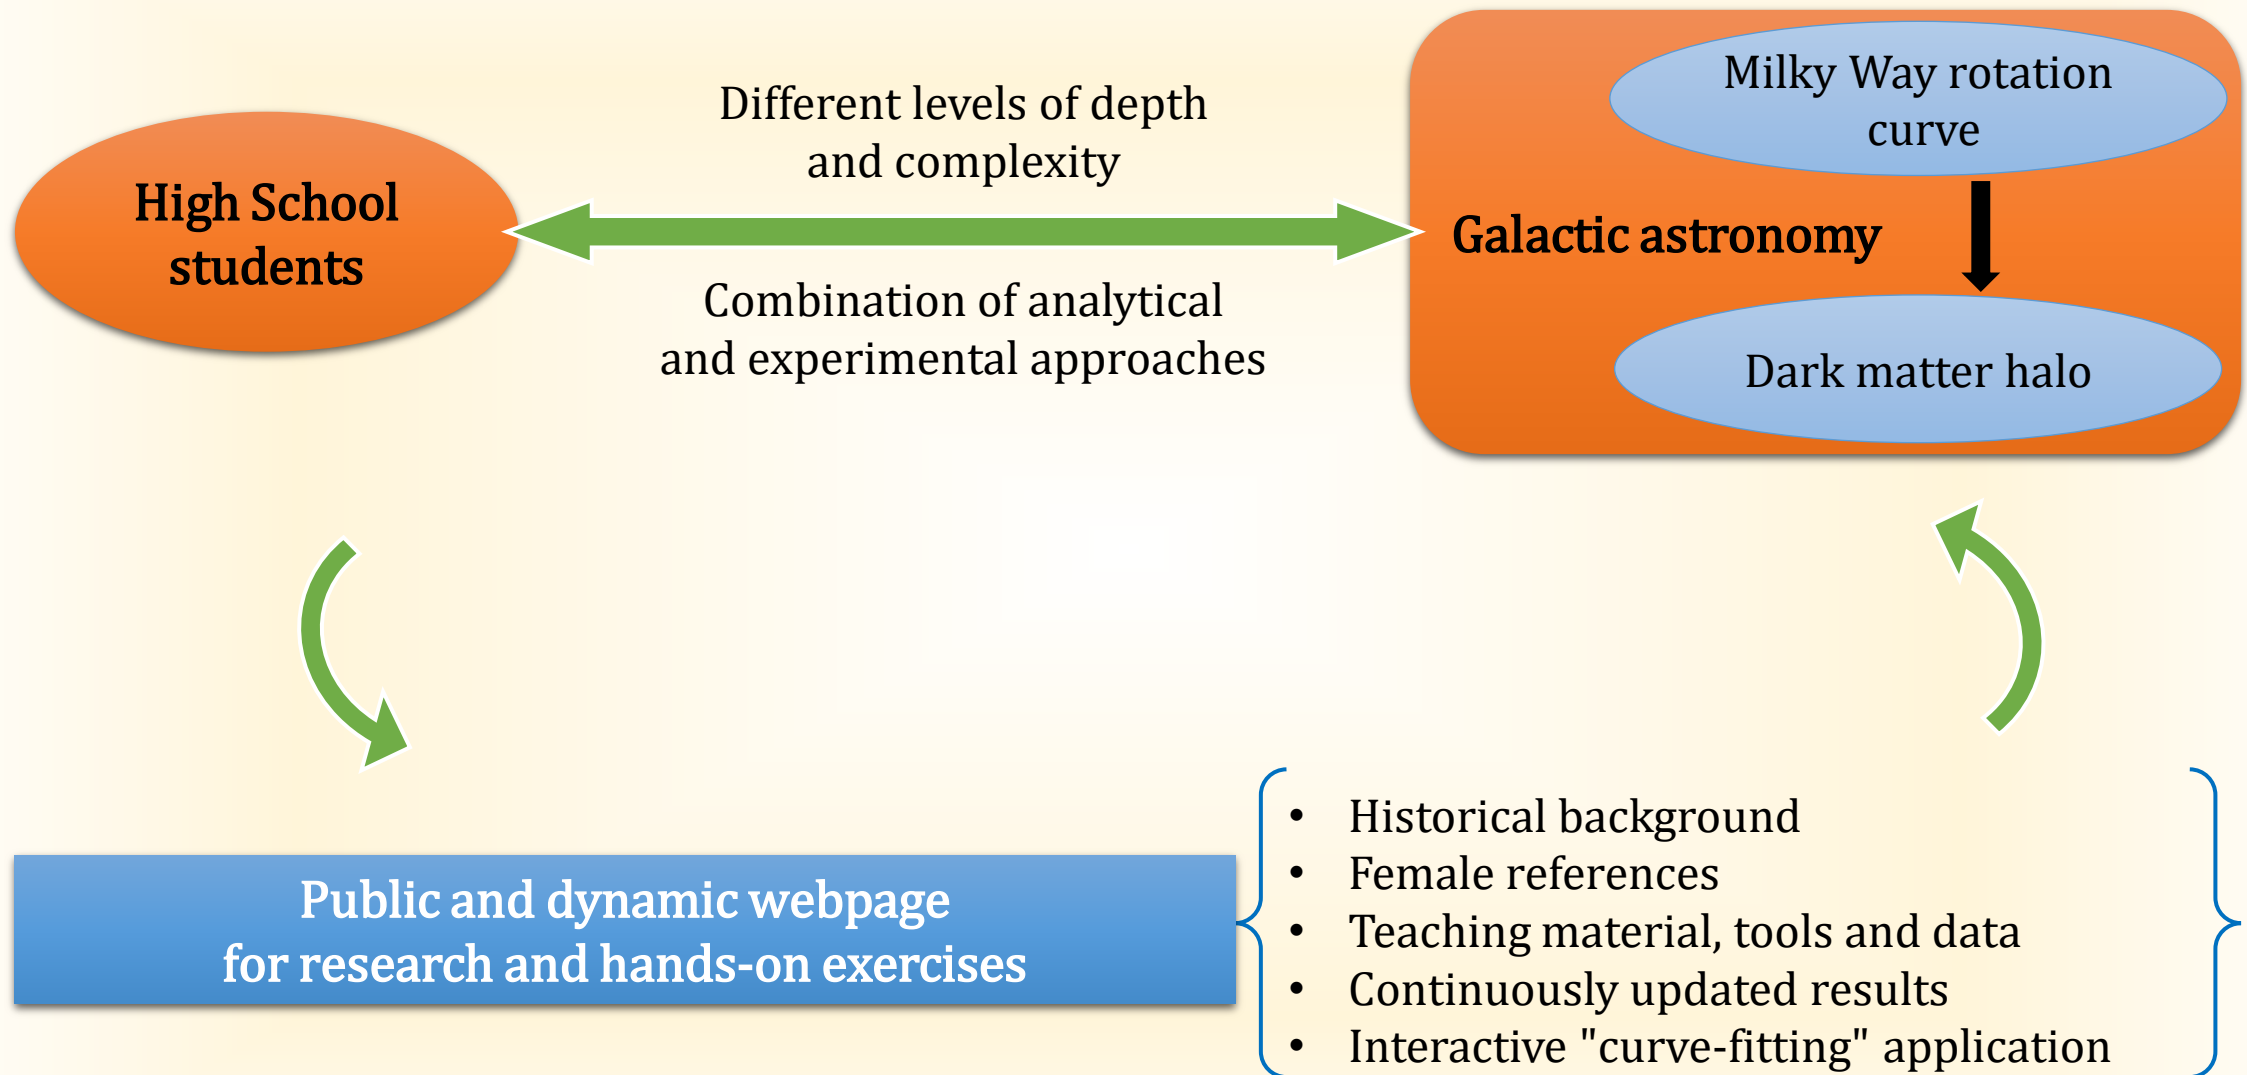 High School
students
Different levels of depth
and complexity
Combination of analytical
and experimental approaches
Milky Way rotation
curve
Galactic astronomy
Dark matter halo
Public and dynamic webpage
for research and hands-on exercises
• Historical background
• Female references
• Teaching material, tools and data
• Continuously updated results
• Interactive "curve-fitting" application